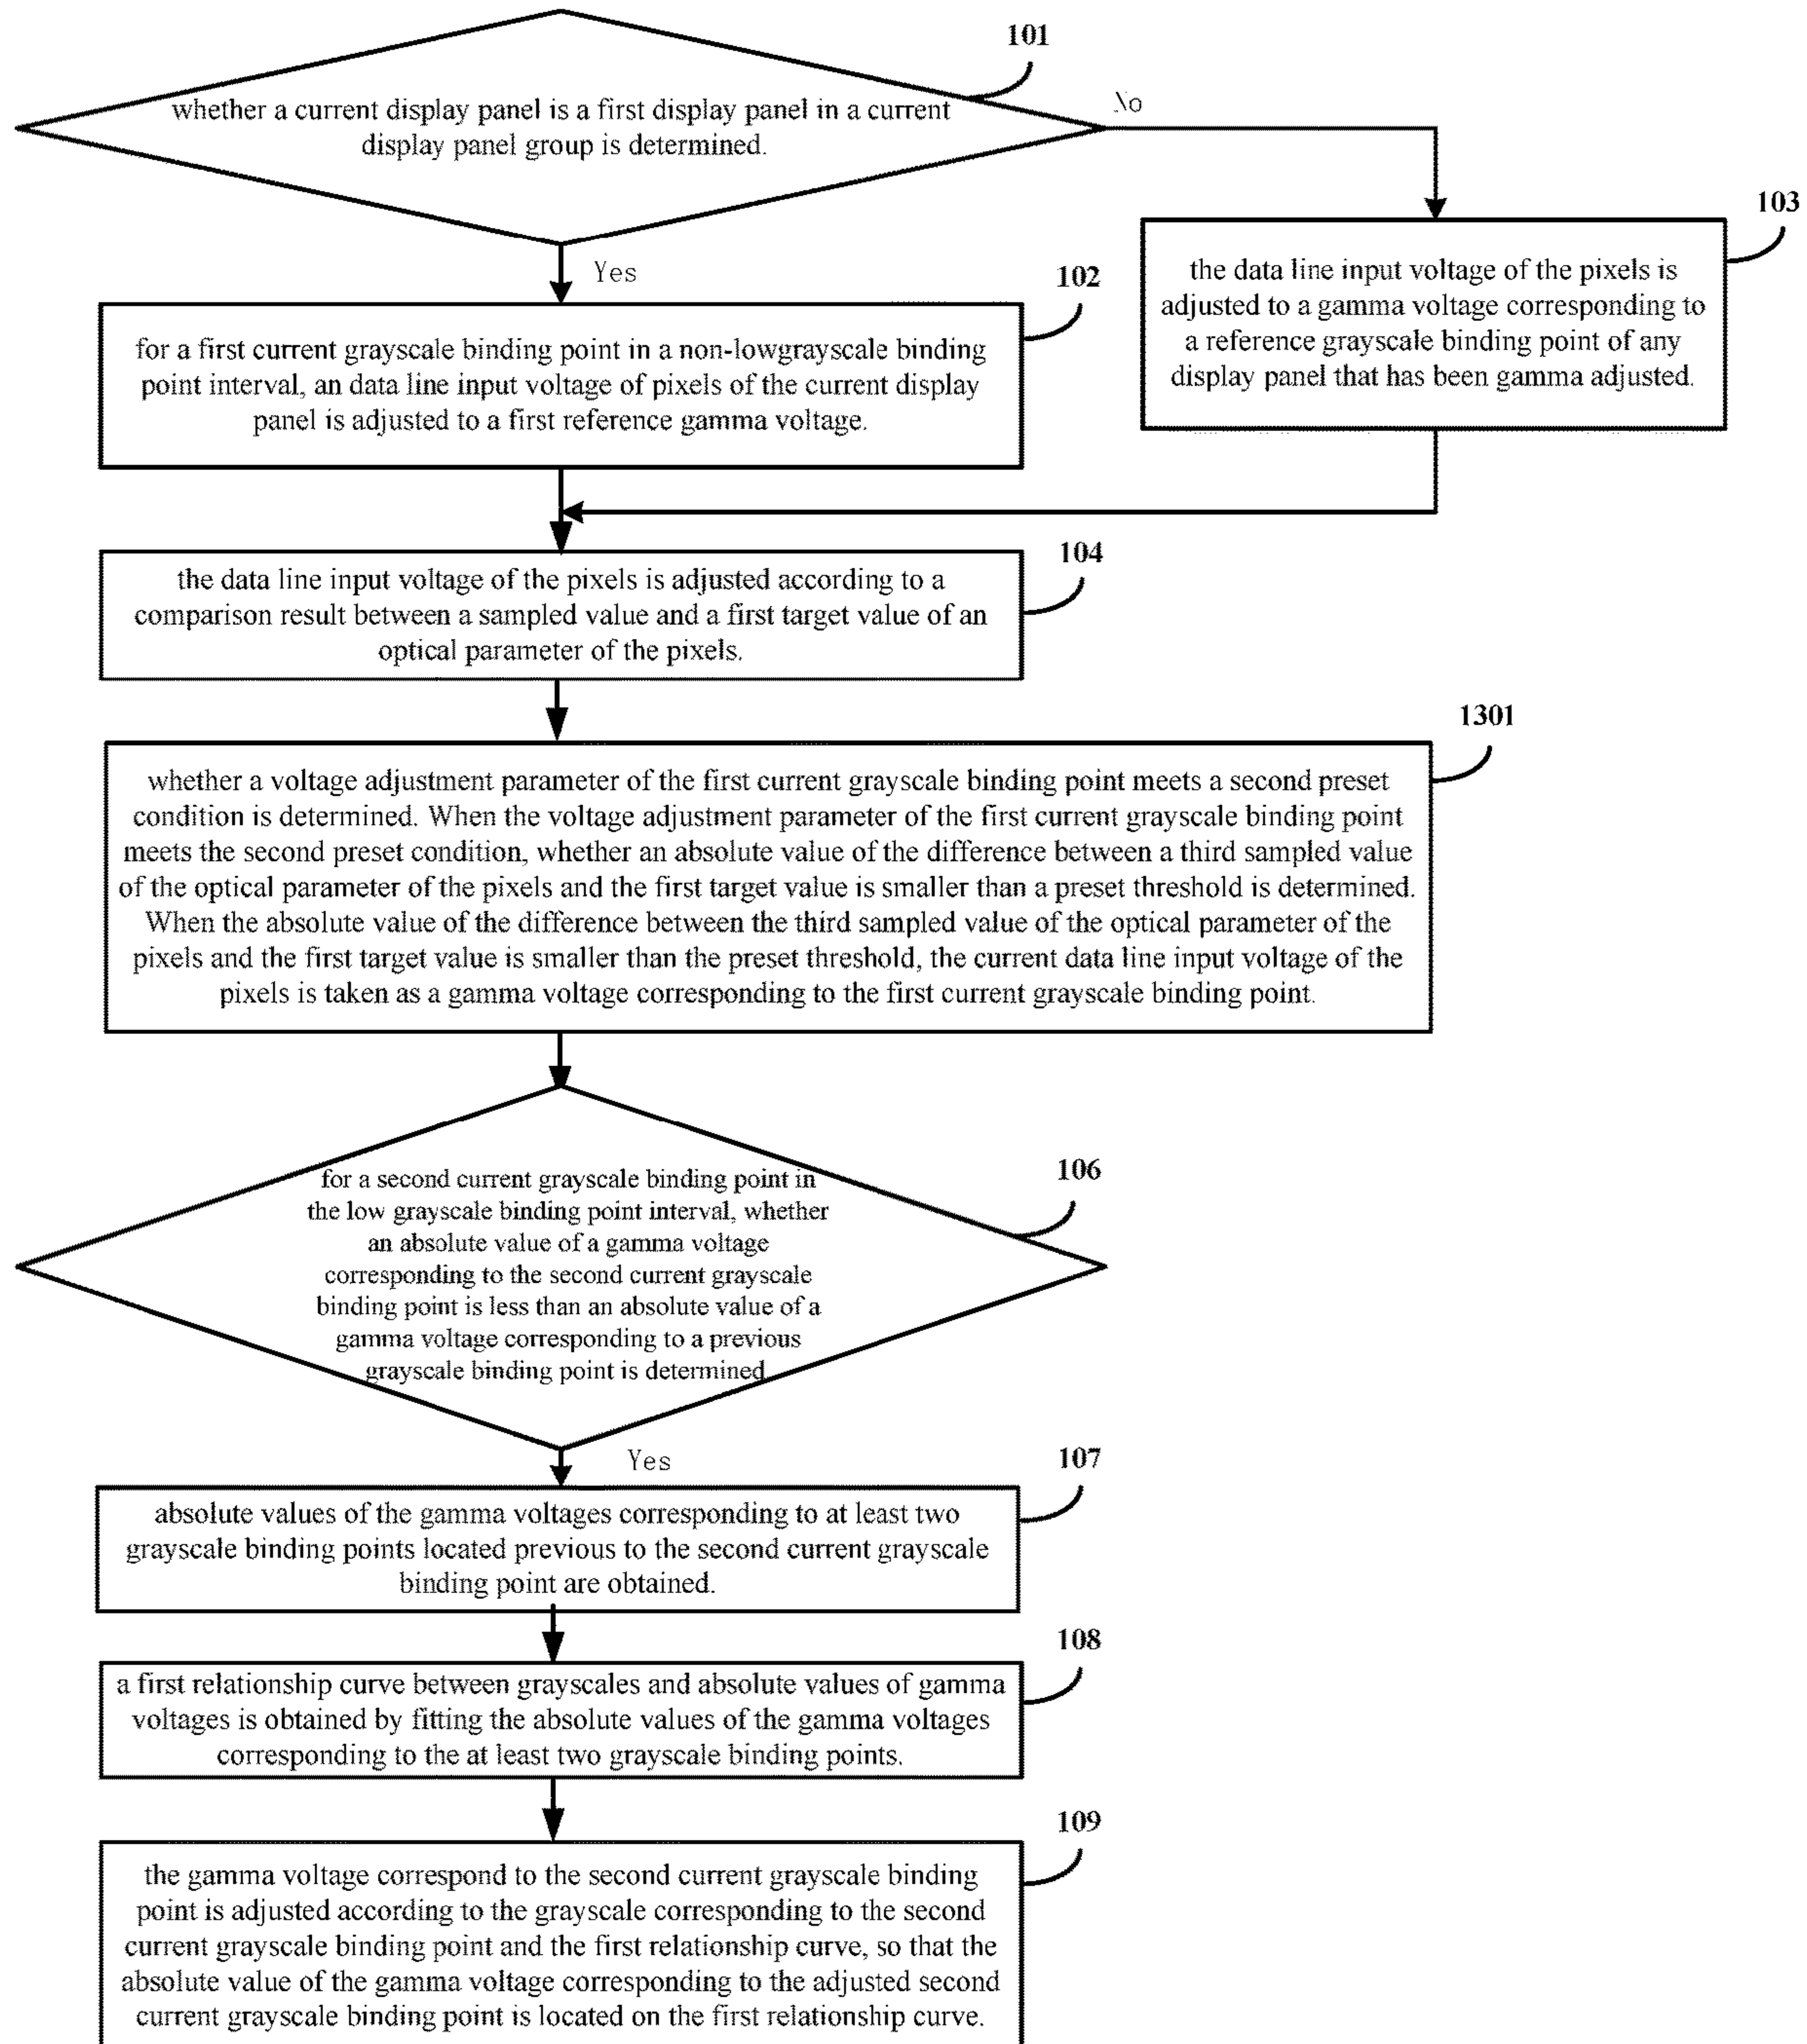 101
whether a current display panel is a first display panel in a current
display panel group is determined.
No
Yes
103
the data line input voltage of the pixels is
adjusted to a gamma voltage corresponding to
a reference grayscale binding point of any
display panel that has been gamma adjusted.
102
for a first current grayscale binding point in a non-lowgrayscale binding
point interval, an data line input voltage of pixels of the current display
panel is adjusted to a first reference gamma voltage.
104
the data line input voltage of the pixels is adjusted according to a
comparison result between a sampled value and a first target value of an
optical parameter of the pixels.
1301
whether a voltage adjustment parameter of the first current grayscale binding point meets a second preset
condition is determined. When the voltage adjustment parameter of the first current grayscale binding point
meets the second preset condition, whether an absolute value of the difference between a third sampled value
of the optical parameter of the pixels and the first target value is smaller than a preset threshold is determined.
When the absolute value of the difference between the third sampled value of the optical parameter of the
pixels and the first target value is smaller than the preset threshold, the current data line input voltage of the
pixels is taken as a gamma voltage corresponding to the first current grayscale binding point.
106
for a second current grayscale binding point in
the low grayscale binding point interval, whether
an absolute value of a gamma voltage
corresponding to the second current grayscale
binding point is less than an absolute value of a
gamma voltage corresponding to a previous
grayscale binding point is determined.
Yes
107
absolute values of the gamma voltages corresponding to at least two
grayscale binding points located previous to the second current grayscale
binding point are obtained.
108
a first relationship curve between grayscales and absolute values of gamma
voltages is obtained by fitting the absolute values of the gamma voltages
corresponding to the at least two grayscale binding points.
109
the gamma voltage correspond to the second current grayscale binding
point is adjusted according to the grayscale corresponding to the second
current grayscale binding point and the first relationship curve, so that the
absolute value of the gamma voltage corresponding to the adjusted second
current grayscale binding point is located on the first relationship curve.